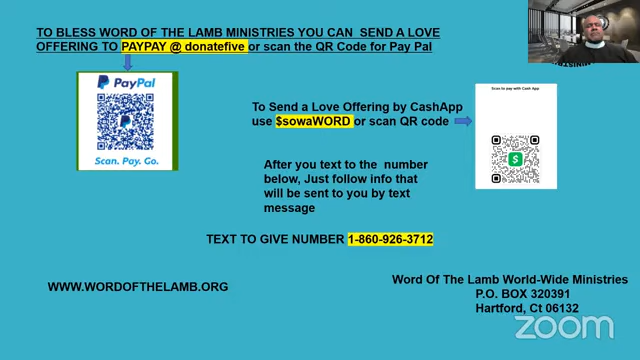 TO BLESS WORD OF THE LAMB MINISTRIES YOU CAN SEND A LOVE
OFFERING TO PAYPAY @ donatefive or scan the QR Code for Pay Pal
PayPal
Scan. Pay. Go.
Scan to pay with Cash App
To Send a Love Offering by CashApp
use $sowaWORD or scan QR code
After you text to the number
below, Just follow info that
will be sent to you by text
message
TEXT TO GIVE NUMBER 1-860-926-3712
WWW.WORDOFTHELAMB.ORG
Word Of The Lamb World-Wide Ministries
P.O. BOX 320391
Hartford, Ct 06132
zoom